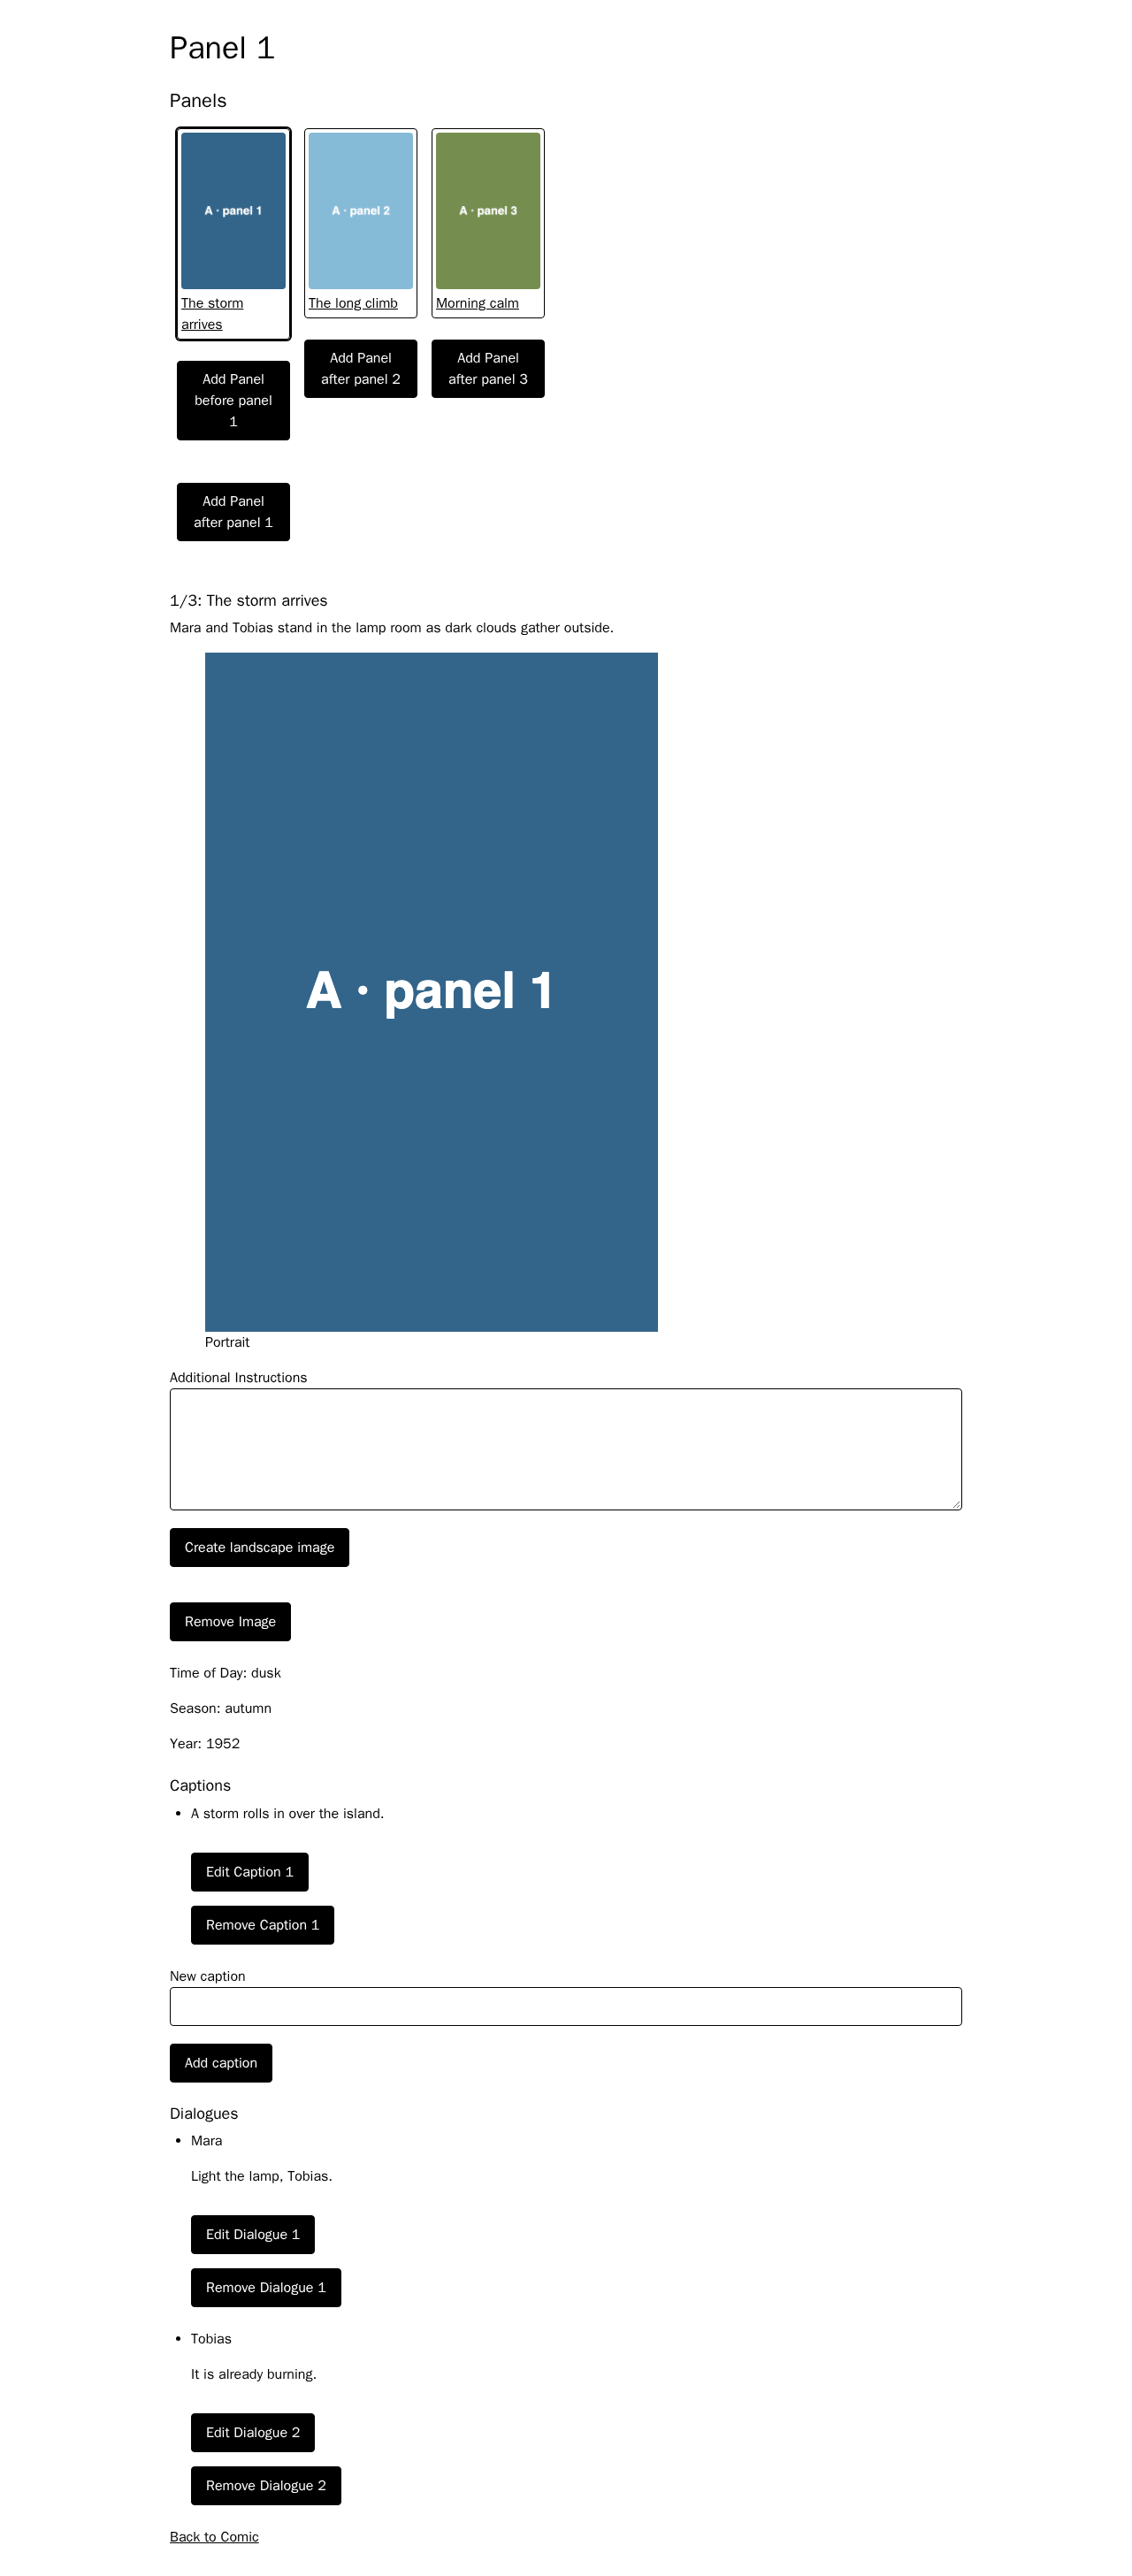 Panel 1
Panels
A · panel 1
The storm
arrives
Add Panel
before panel
1
Add Panel
after panel 1
A · panel 2
The long climb
Add Panel
after panel 2
A · panel 3
Morning calm
Add Panel
after panel 3
1/3: The storm arrives
Mara and Tobias stand in the lamp room as dark clouds gather outside.
A · panel 1
Portrait
Additional Instructions
Create landscape image
Remove Image
Time of Day: dusk
Season: autumn
Year: 1952
Captions
A storm rolls in over the island.
Edit Caption 1
Remove Caption 1
New caption
Add caption
Dialogues
Mara
Light the lamp, Tobias.
Edit Dialogue 1
Remove Dialogue 1
Tobias
It is already burning.
Edit Dialogue 2
Remove Dialogue 2
Back to Comic